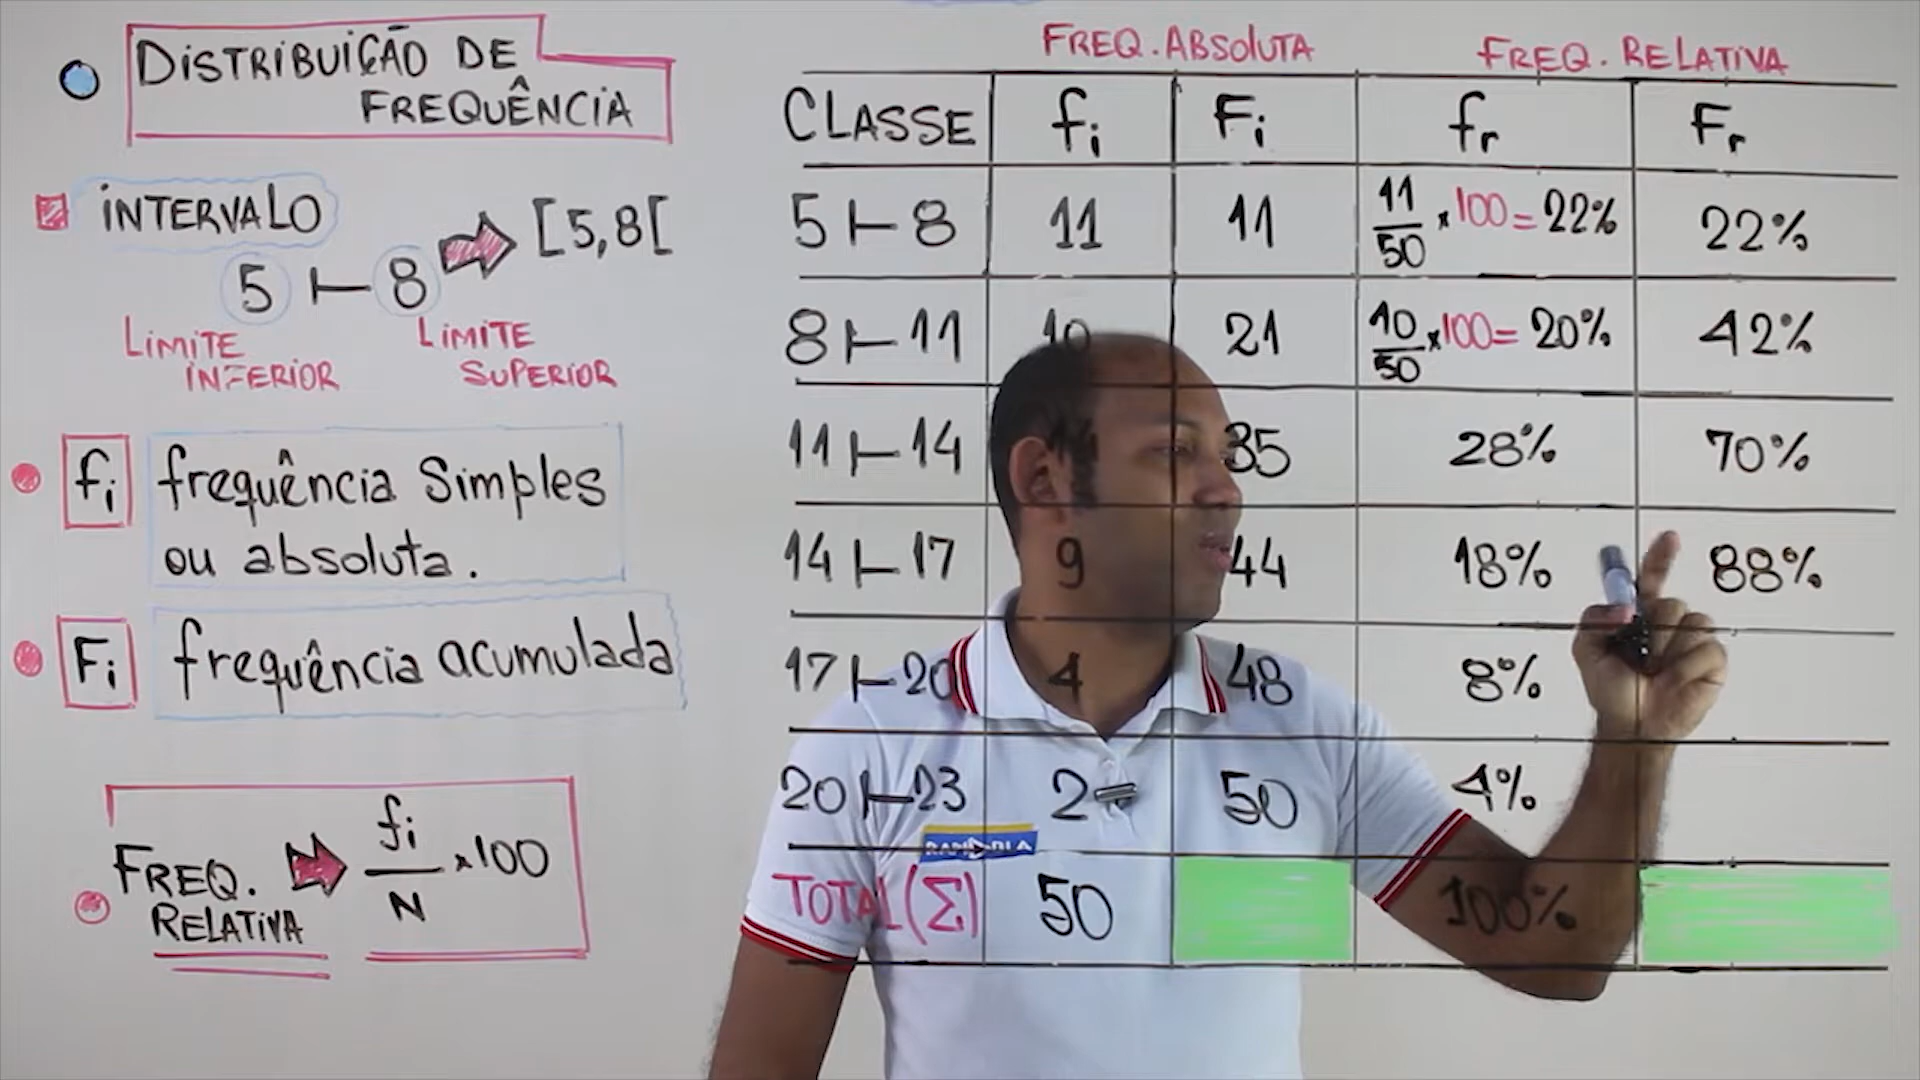 DISTRIBUIÇÃO DE
FREQUÊNCIA
INTERVALO
5 ⊢ 8
[5,8[
LIMITE
INFERIOR
LIMITE
SUPERIOR
fi
frequência Simples
ou absoluta.
Fi
frequência acumulada
FREQ.
RELATIVA
fi
N
×100
FREQ. ABSOLUTA
FREQ. RELATIVA
CLASSE fi Fi fr Fr
5 ⊢ 8 11 11 11/50 × 100 = 22% 22%
8 ⊢ 11 10 21 10/50 × 100 = 20% 42%
11 ⊢ 14 35 28% 70%
14 ⊢ 17 9 44 18% 88%
17 ⊢ 20 4 48 8%
20 ⊢ 23 2 50 4%
TOTAL (Σ) 50 100%